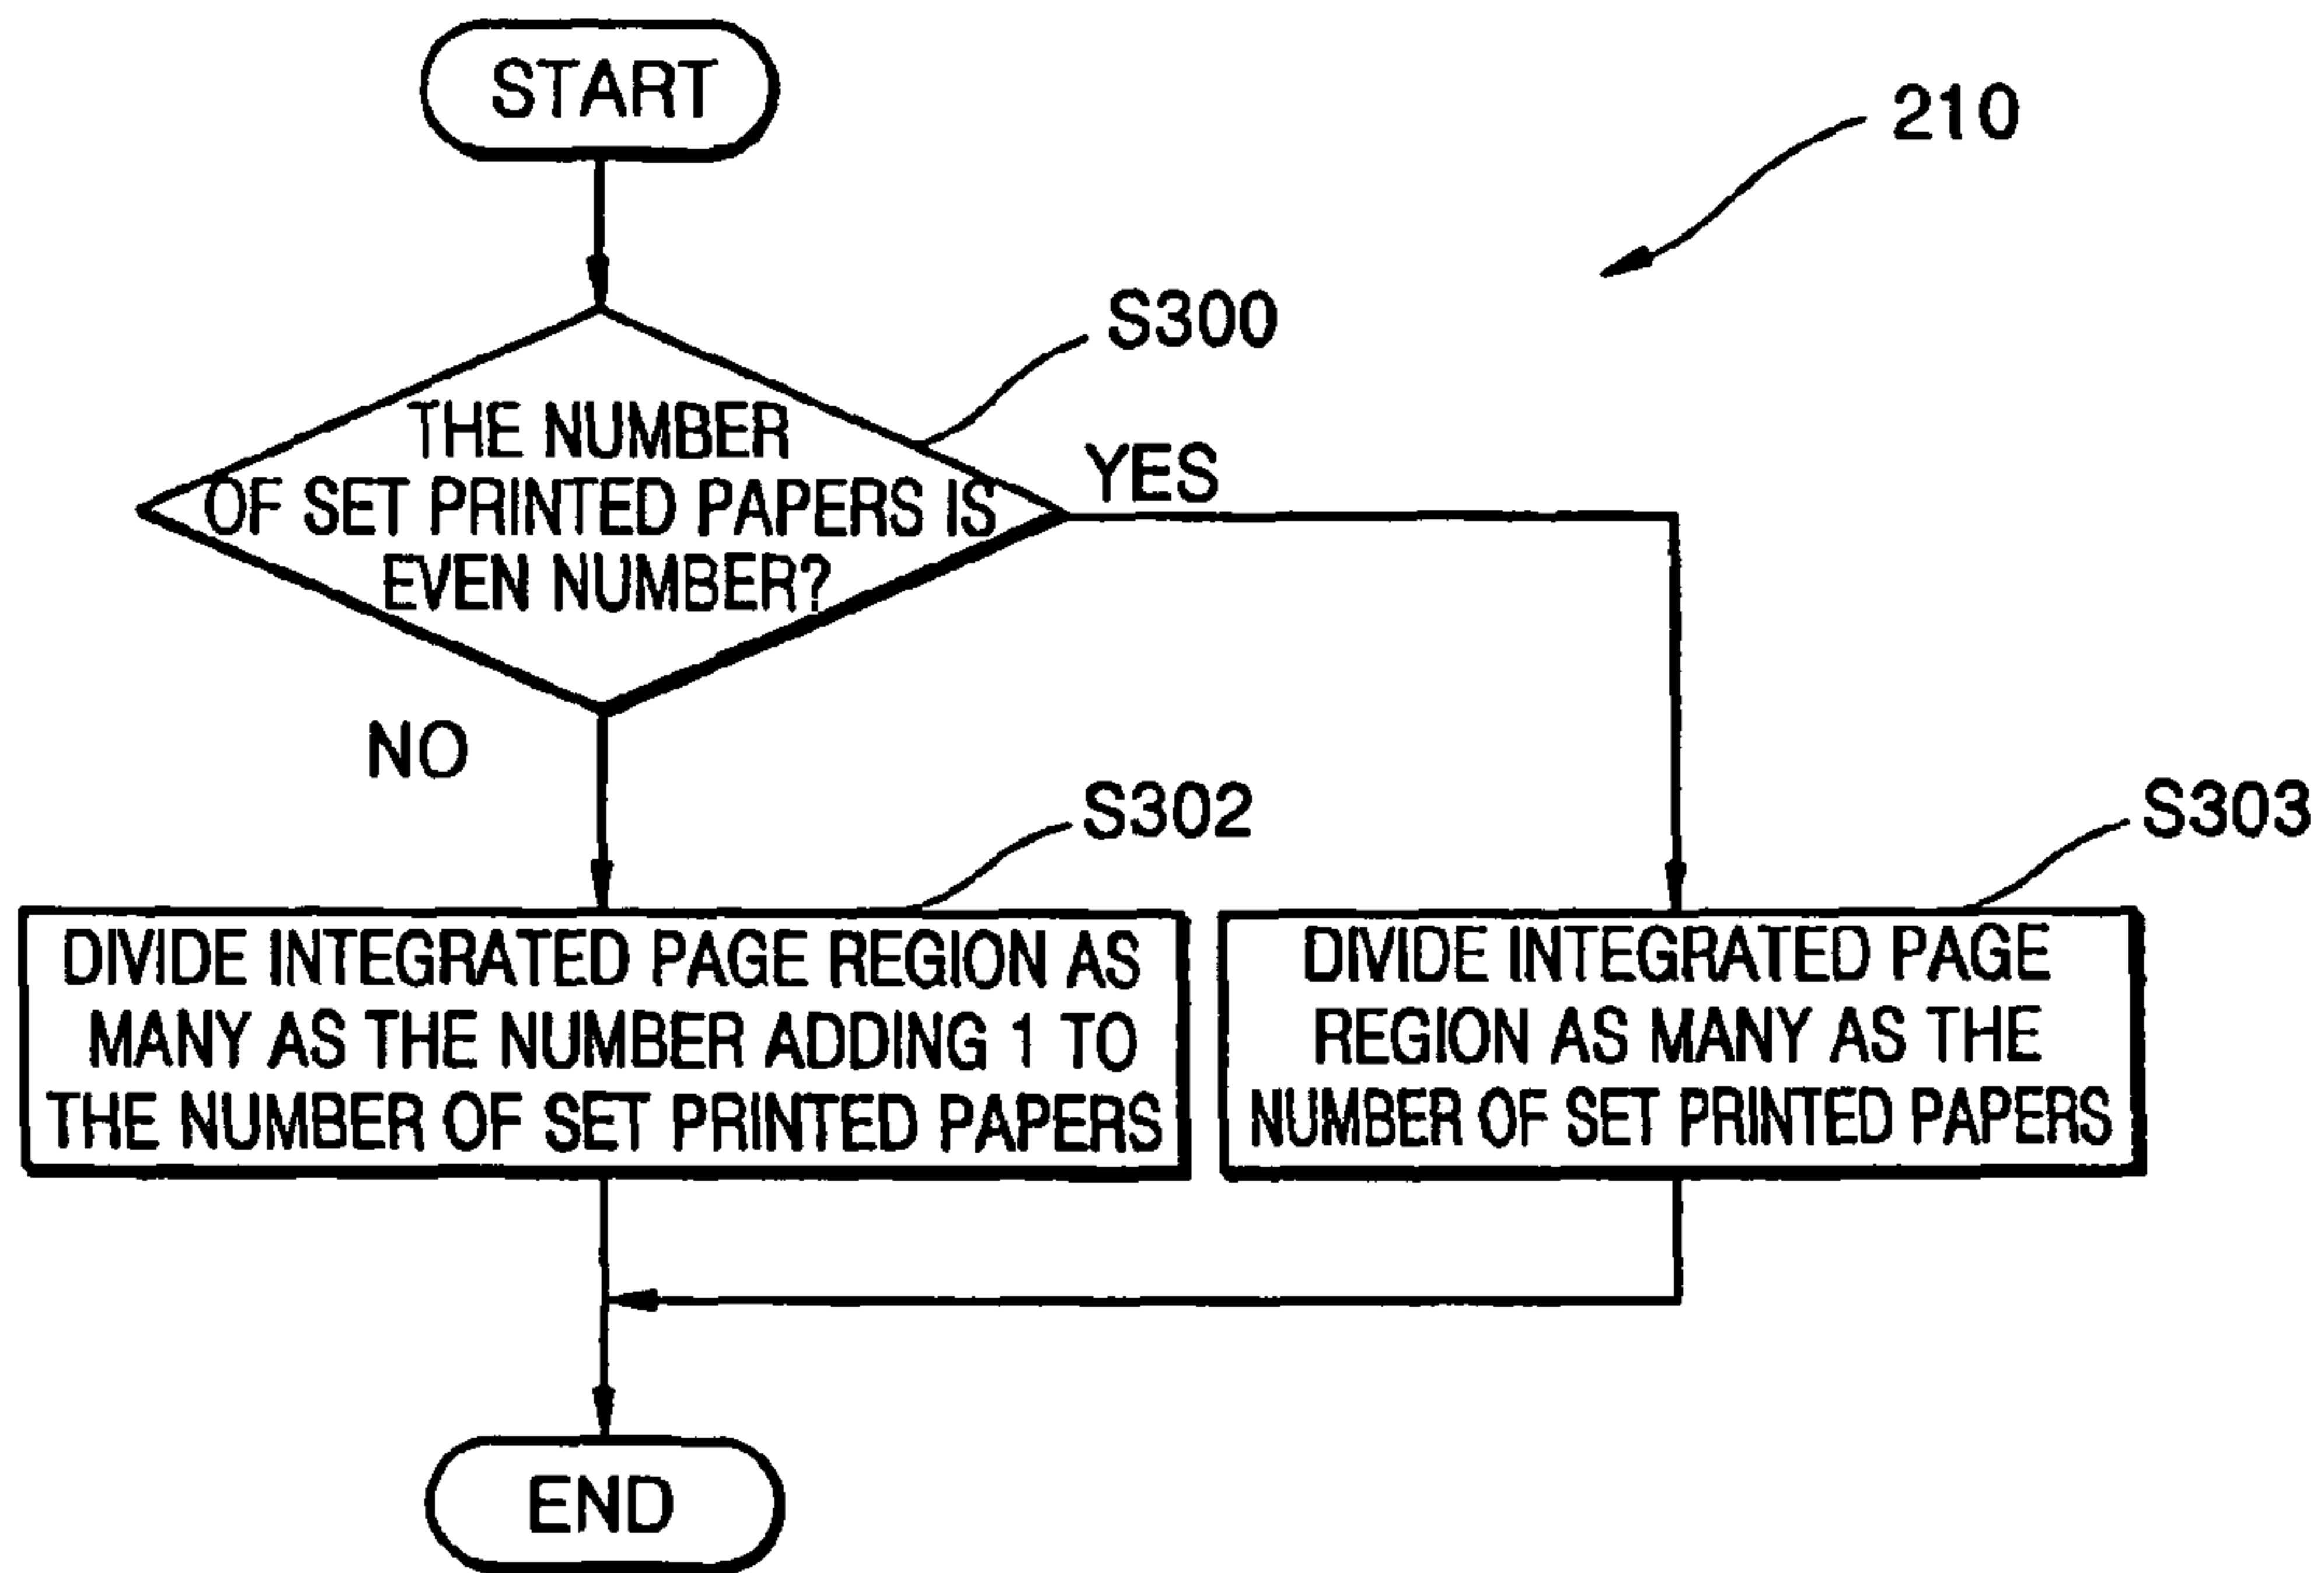 START
210
S300
THE NUMBER
OF SET PRINTED PAPERS IS
EVEN NUMBER?
YES
NO
S302
S303
DIVIDE INTEGRATED PAGE REGION AS
MANY AS THE NUMBER ADDING 1 TO
THE NUMBER OF SET PRINTED PAPERS
DIVIDE INTEGRATED PAGE
REGION AS MANY AS THE
NUMBER OF SET PRINTED PAPERS
END